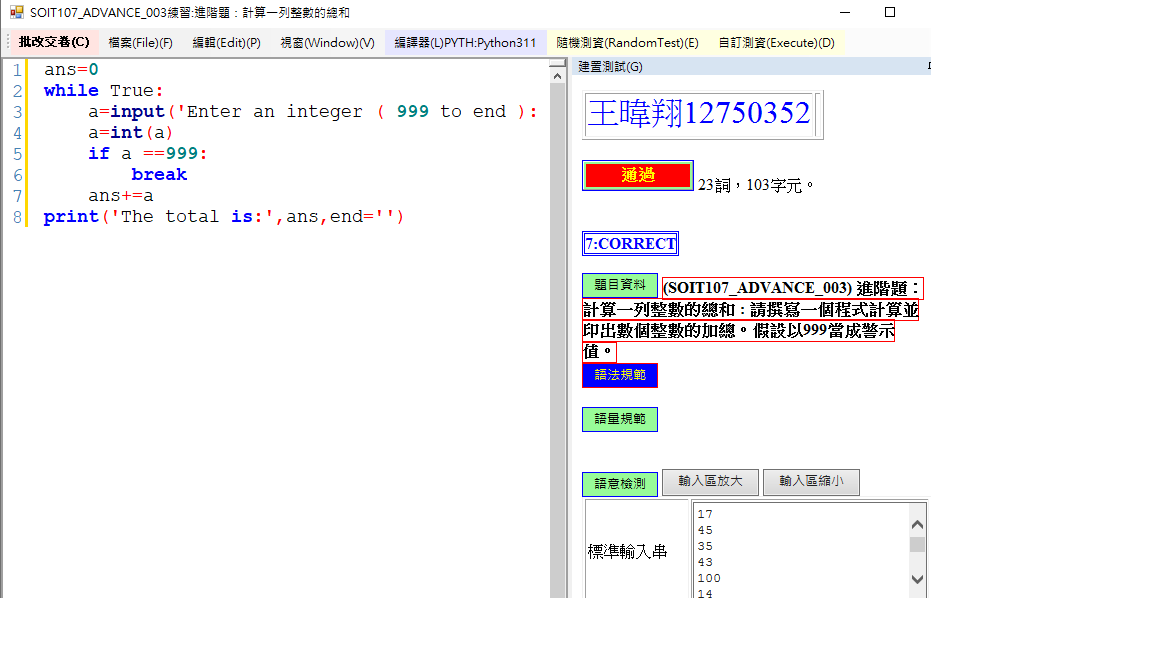 SOIT107_ADVANCE_003練習:進階題：計算一列整數的總和
批改交卷(C) 檔案(File)(F) 編輯(Edit)(P) 視窗(Window)(V) 編譯器(L)PYTH:Python311 隨機測資(RandomTest)(E) 自訂測資(Execute)(D)
1 ans=0
2 while True:
3 a=input('Enter an integer ( 999 to end ):
4 a=int(a)
5 if a ==999:
6 break
7 ans+=a
8 print('The total is:',ans,end='')
建置測試(G)
王暐翔12750352
通過 23詞，103字元。
7:CORRECT
題目資料 (SOIT107_ADVANCE_003) 進階題：
計算一列整數的總和：請撰寫一個程式計算並
印出數個整數的加總。假設以999當成警示
值。
語法規範
語量規範
語意檢測 輸入區放大 輸入區縮小
標準輸入串
17
45
35
43
100
14